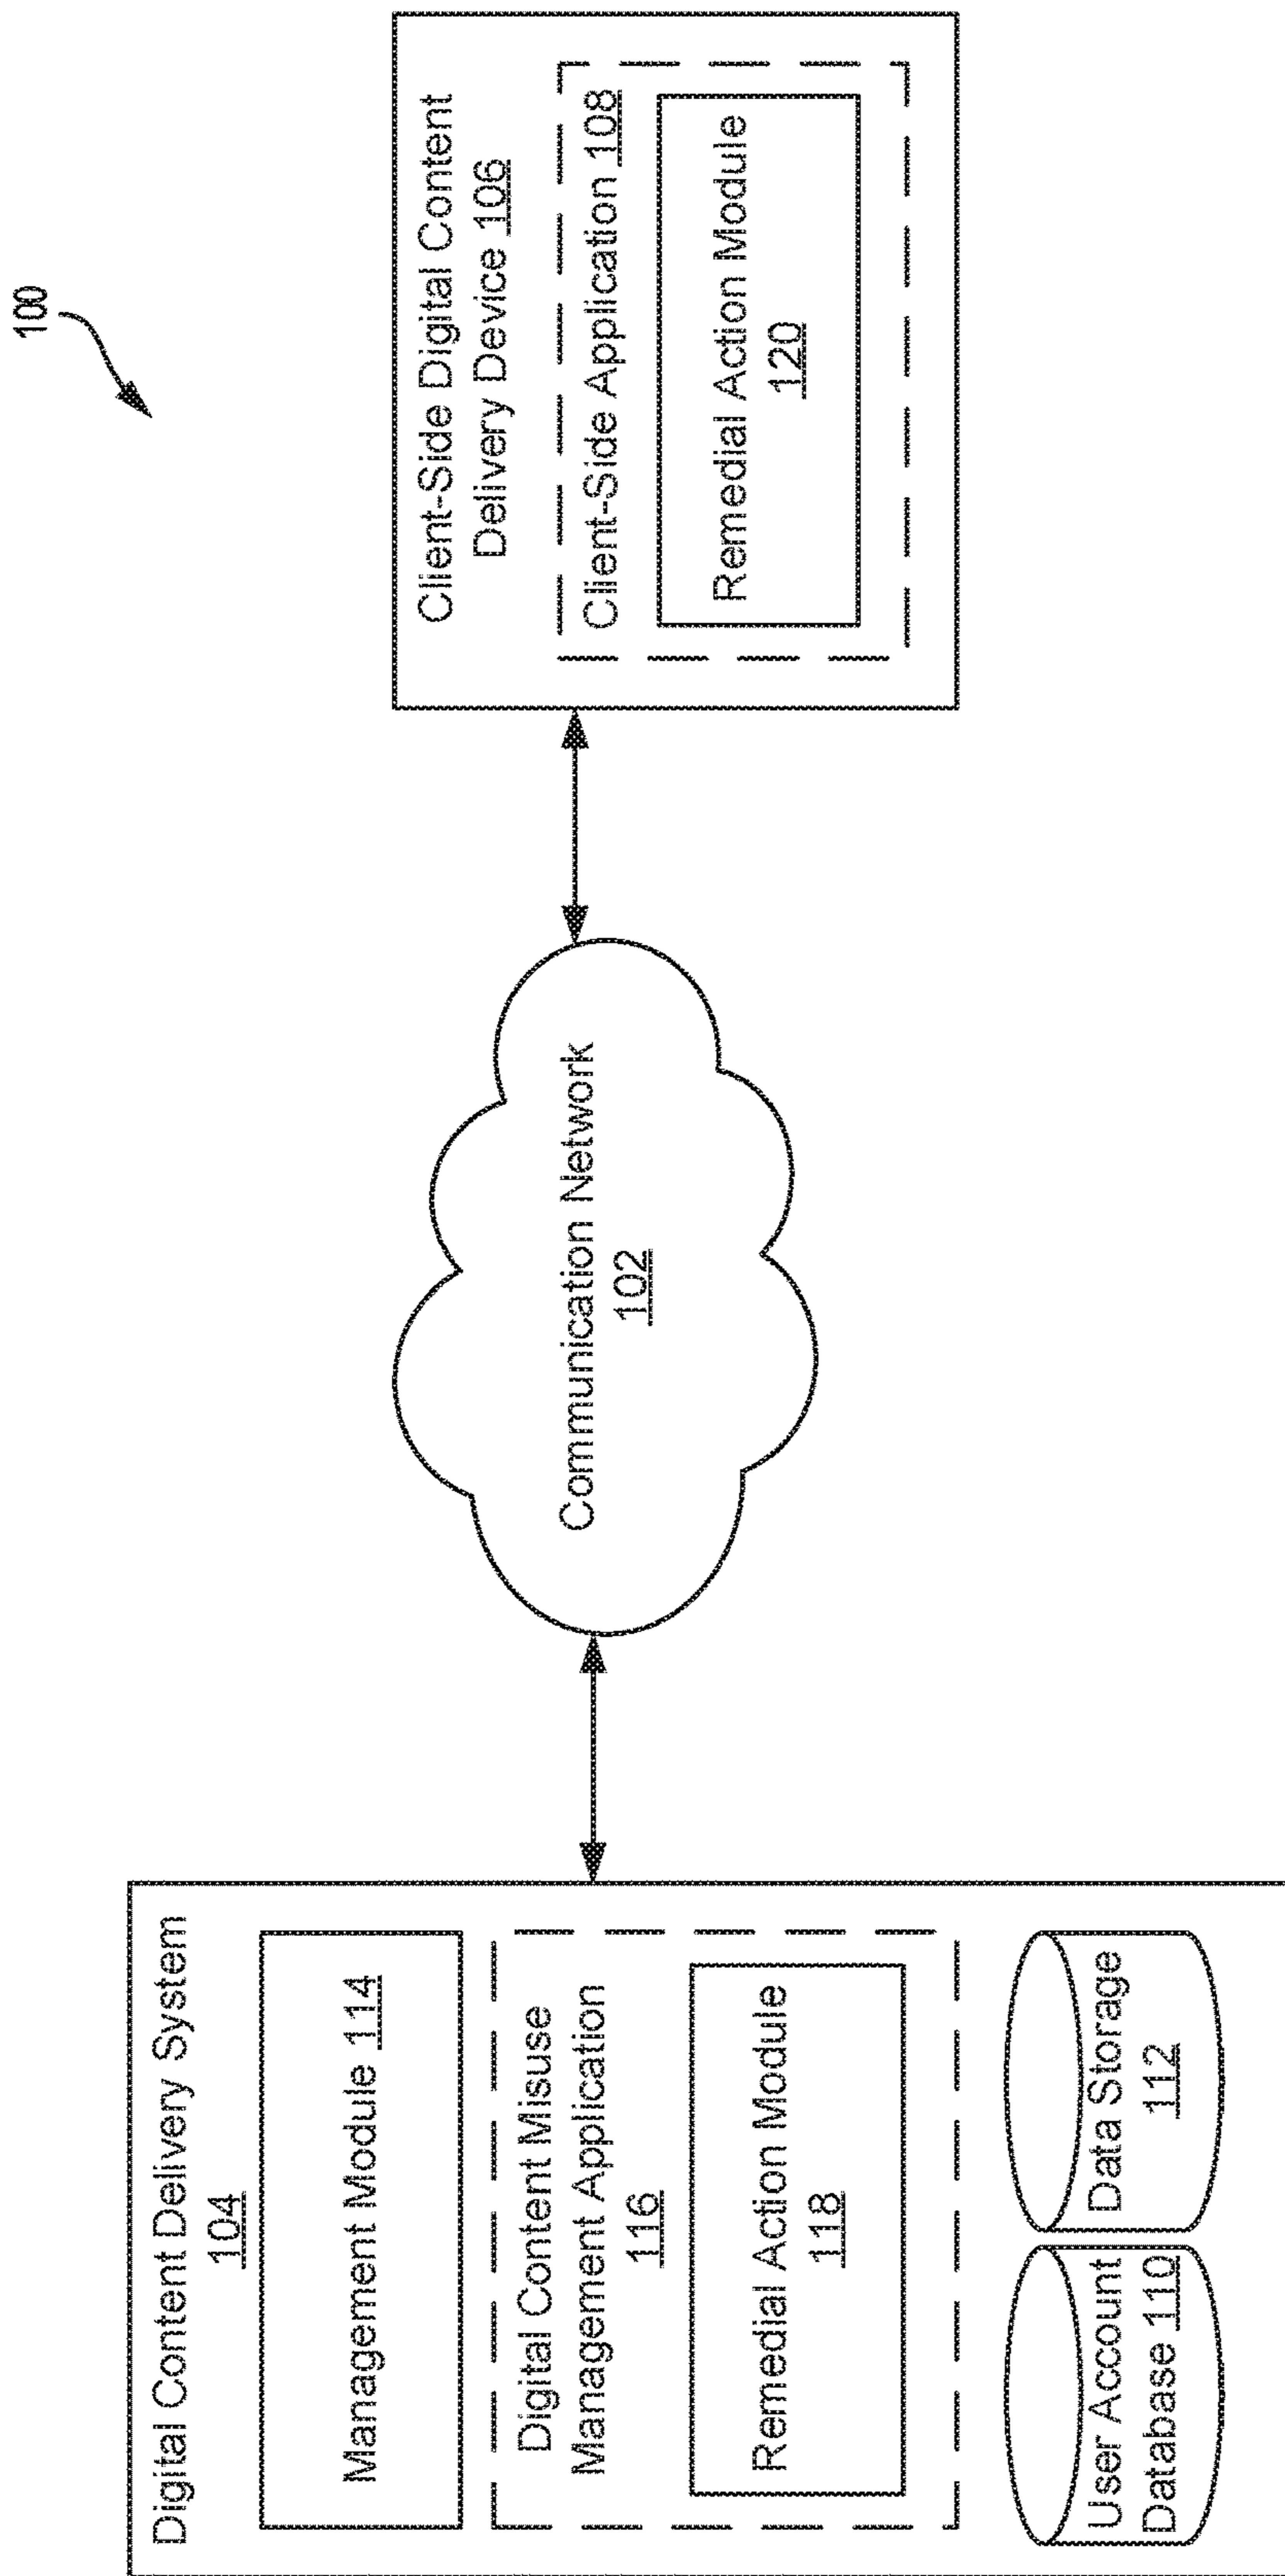 100
Digital Content Delivery System
104
Management Module 114
Digital Content Misuse
Management Application
116
Remedial Action Module
118
User Account
Database 110
Data Storage
112
Communication Network
102
Client-Side Digital Content
Delivery Device 106
Client-Side Application 108
Remedial Action Module
120